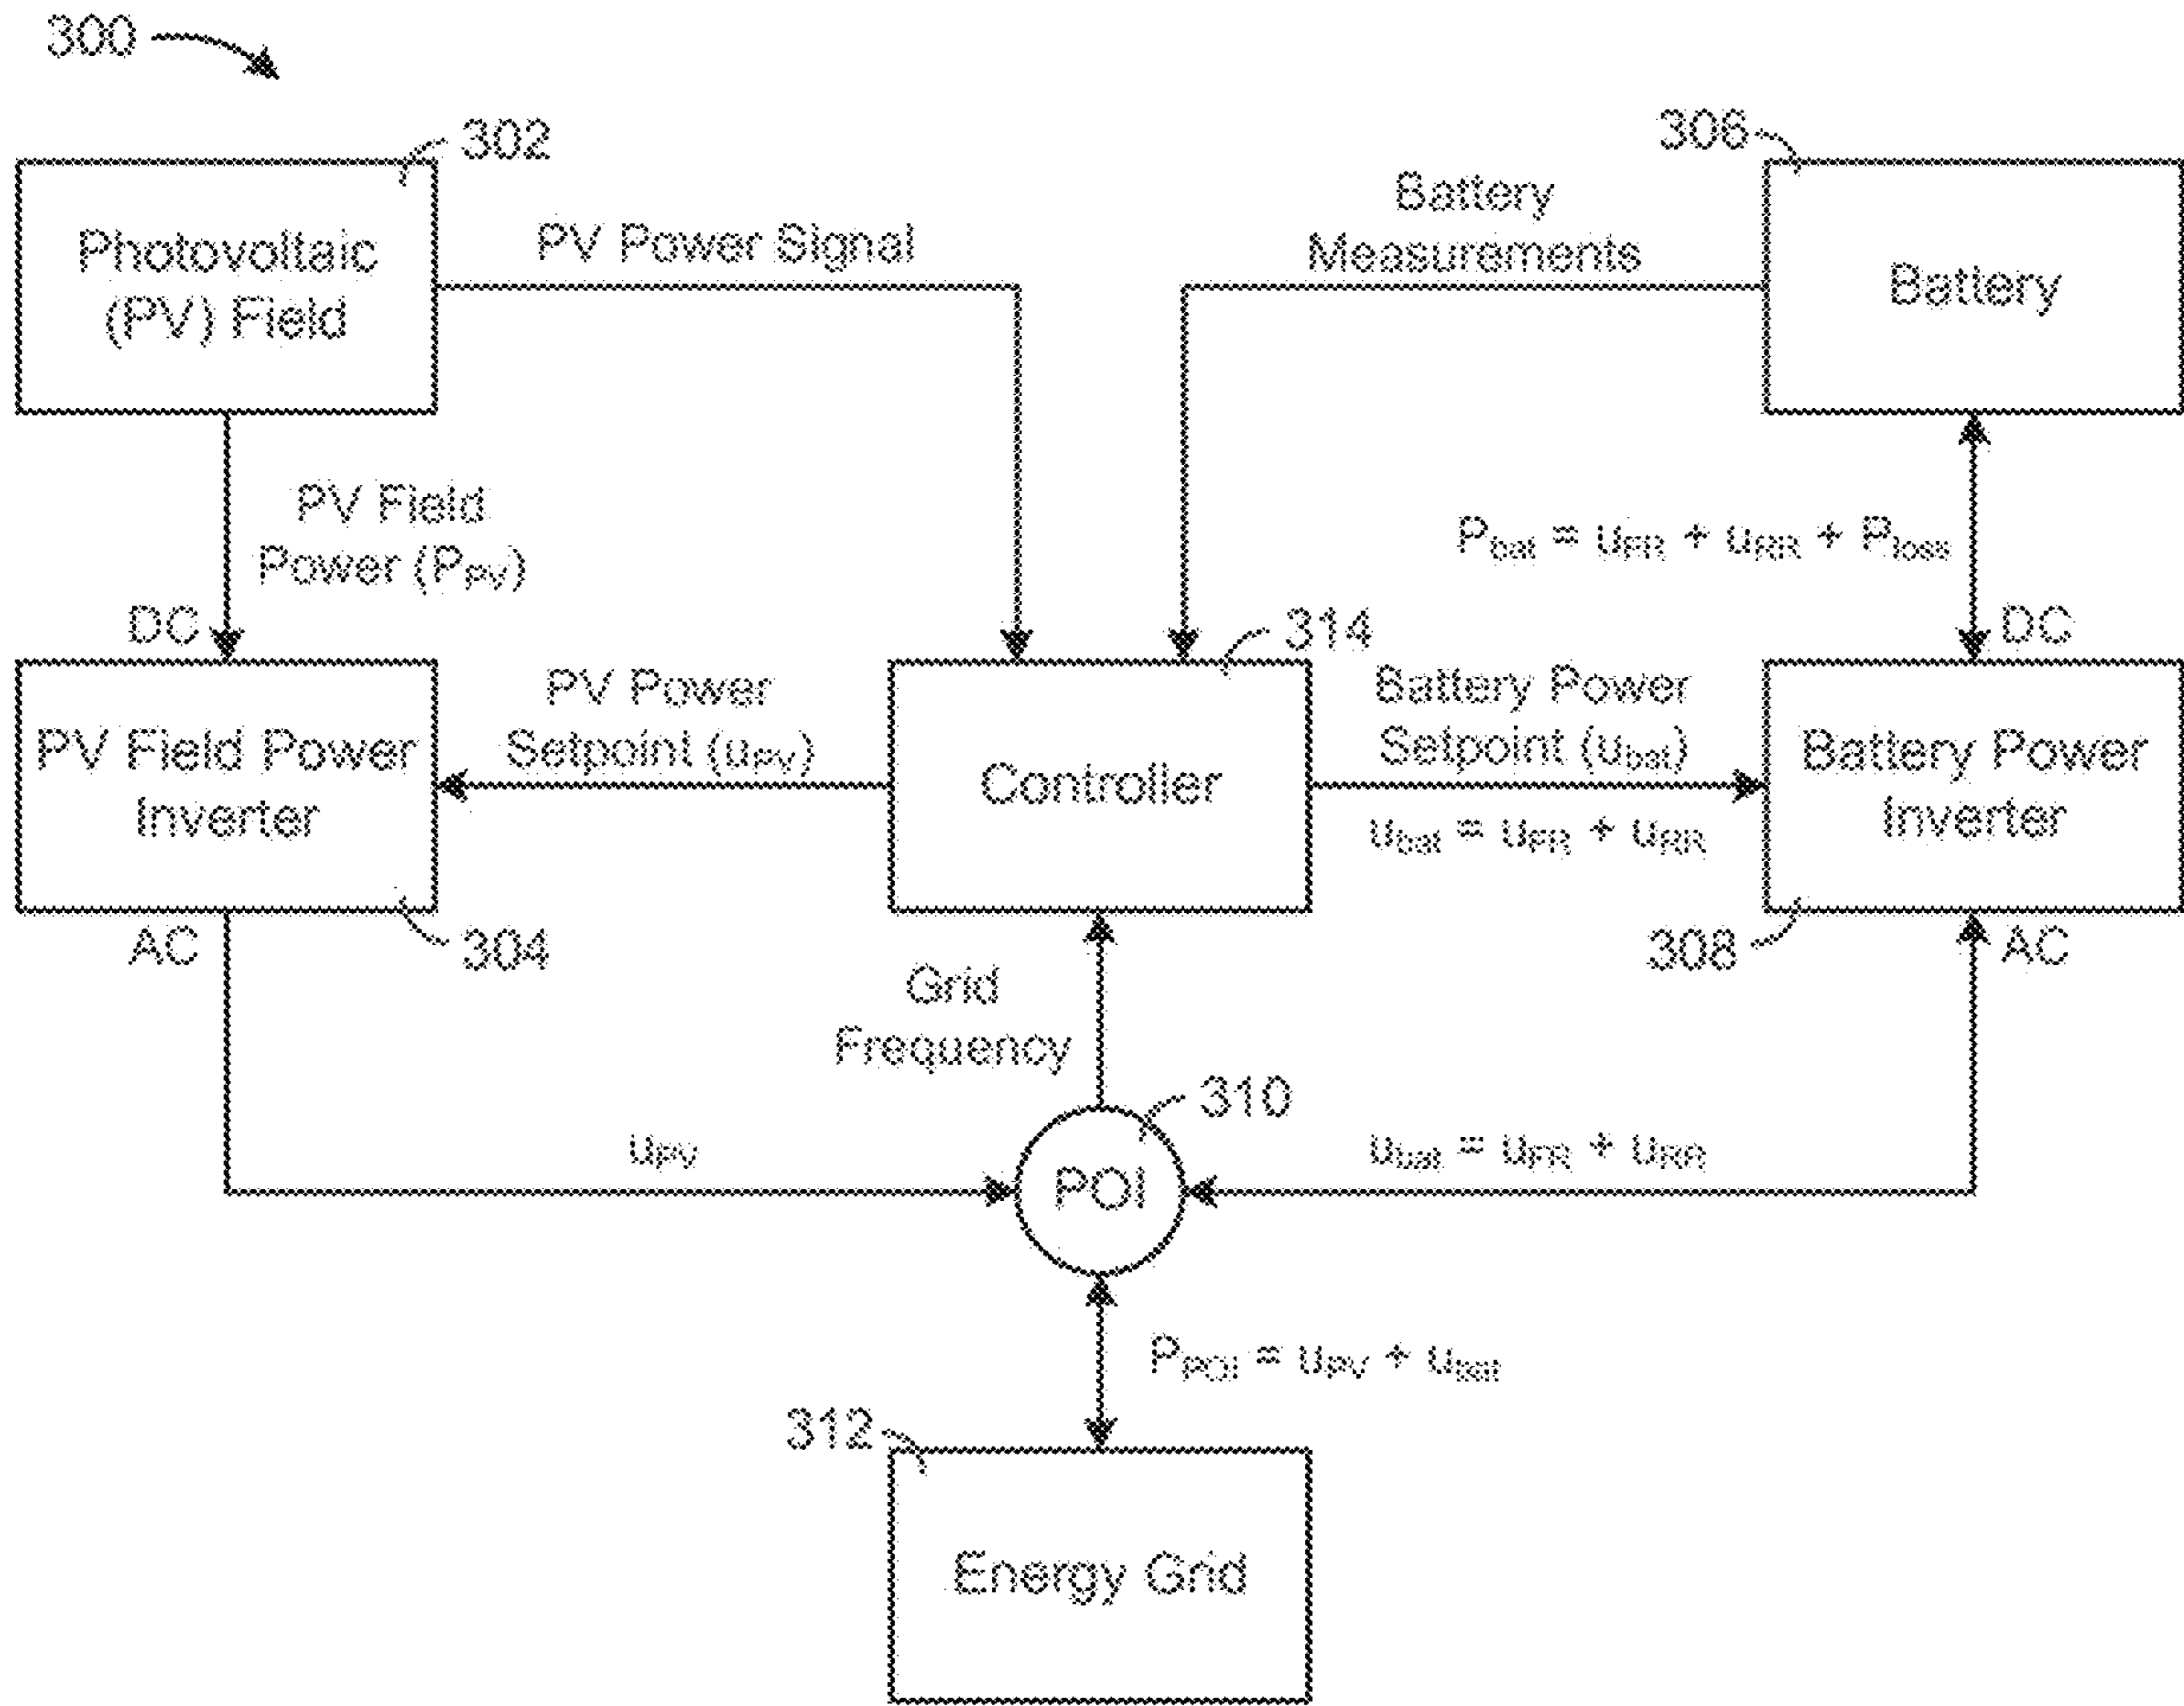 300
302
306
Photovoltaic
(PV) Field
PV Power Signal
Battery
Measurements
Battery
PV Field
Power (P_PV)
P_bat = u_FR + u_RR + P_loss
DC
314
DC
PV Field Power
Inverter
PV Power
Setpoint (u_PV)
Controller
Battery Power
Setpoint (u_bat)
u_bat = u_FR + u_RR
Battery Power
Inverter
AC
304
308
AC
Grid
Frequency
310
u_PV
POI
u_bat = u_FR + u_RR
P_POI = u_PV + u_bat
312
Energy Grid